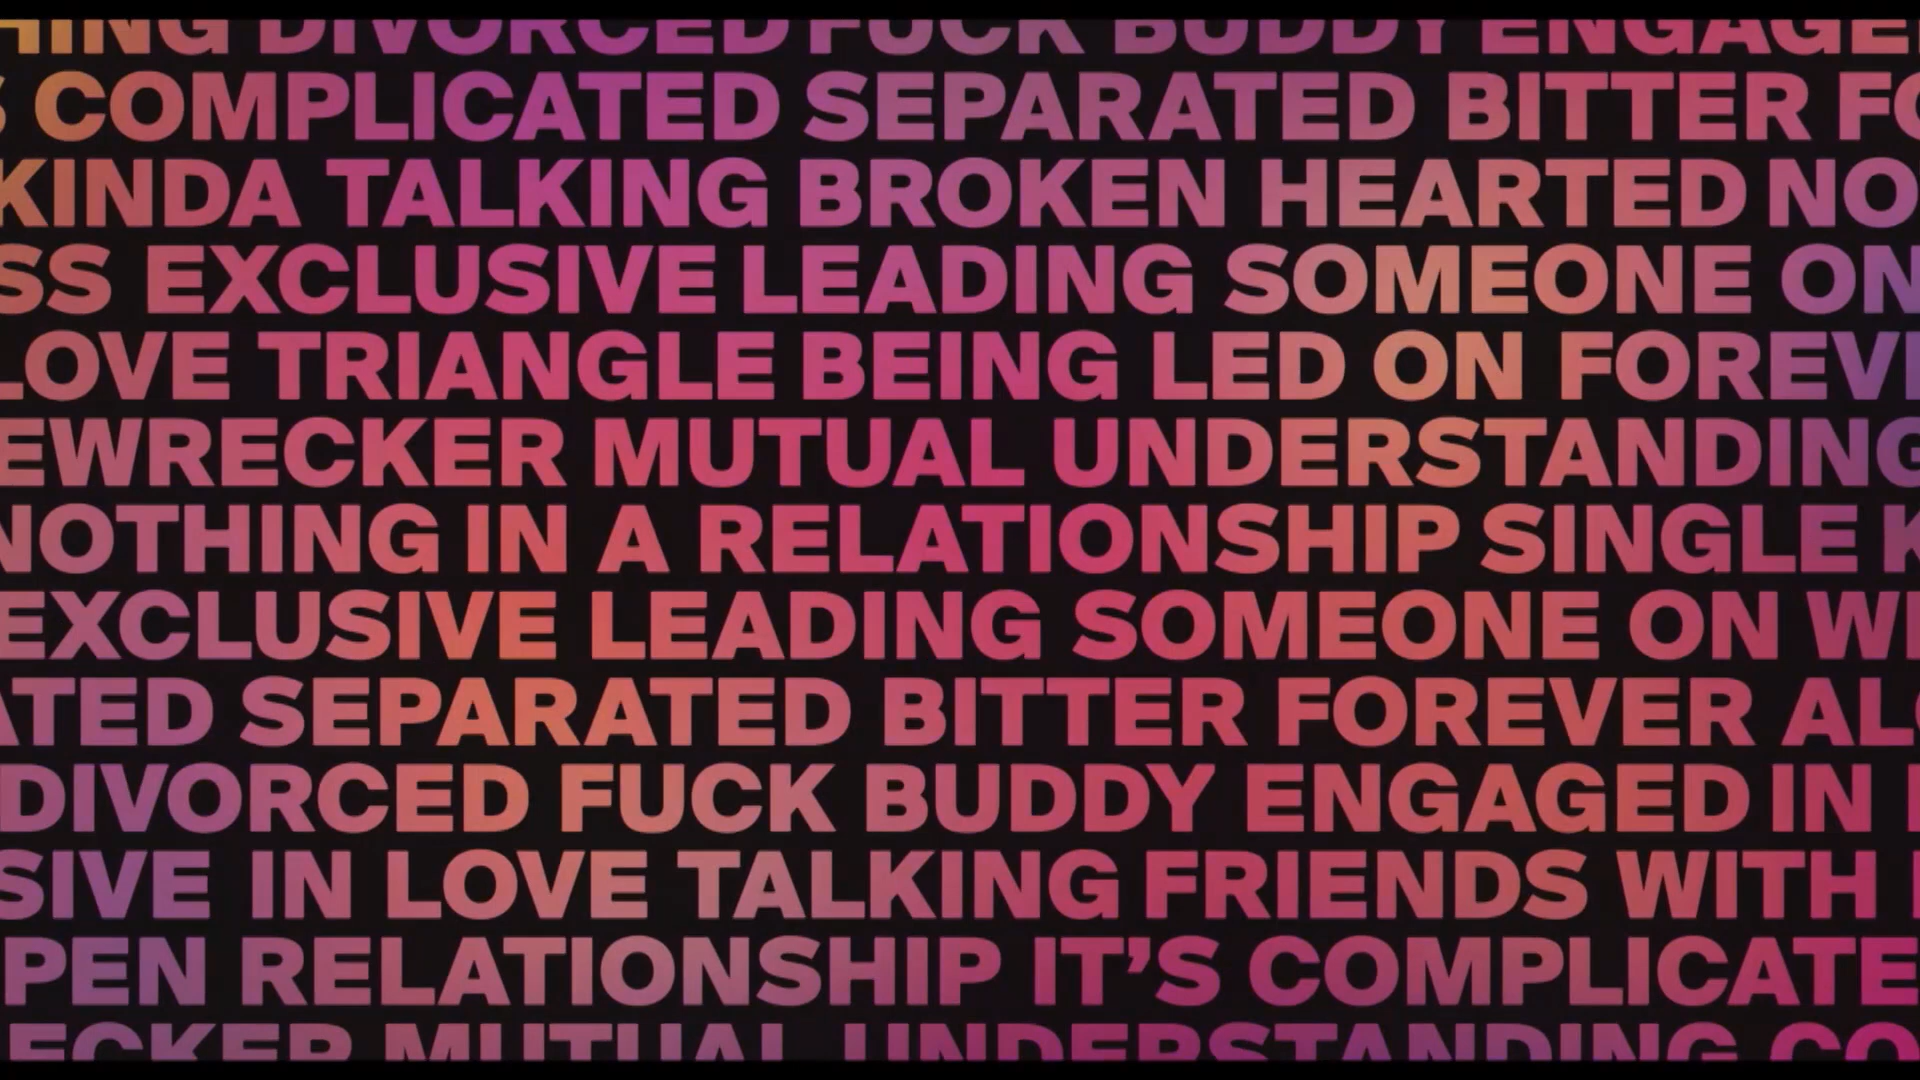 HING DIVORCED FUCK BUDDY ENGAGE
S COMPLICATED SEPARATED BITTER FO
KINDA TALKING BROKEN HEARTED NO
SS EXCLUSIVE LEADING SOMEONE ON
LOVE TRIANGLE BEING LED ON FOREVE
EWRECKER MUTUAL UNDERSTANDING
NOTHING IN A RELATIONSHIP SINGLE K
EXCLUSIVE LEADING SOMEONE ON WI
ATED SEPARATED BITTER FOREVER ALO
DIVORCED FUCK BUDDY ENGAGED IN
SIVE IN LOVE TALKING FRIENDS WITH
PEN RELATIONSHIP IT'S COMPLICATE
ECKER MUTUAL UNDERSTANDING CO